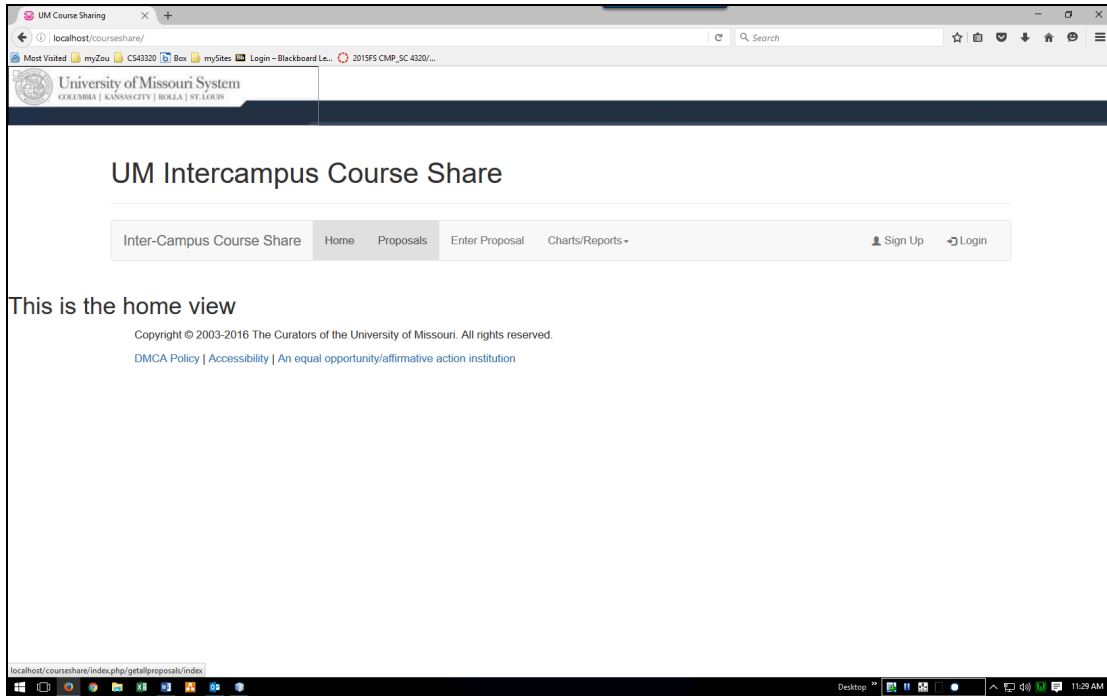 UM Course Sharing
localhost/courseshare/
Search
Most Visited myZou CS43320 Box mySites Login – Blackboard Le... 2015FS CMP_SC 4320/...
University of Missouri System
COLUMBIA | KANSAS CITY | ROLLA | ST. LOUIS
UM Intercampus Course Share
Inter-Campus Course Share Home Proposals Enter Proposal Charts/Reports Sign Up Login
This is the home view
Copyright © 2003-2016 The Curators of the University of Missouri. All rights reserved.
DMCA Policy | Accessibility | An equal opportunity/affirmative action institution
localhost/courseshare/index.php/getallproposals/index
Desktop » 11:29 AM